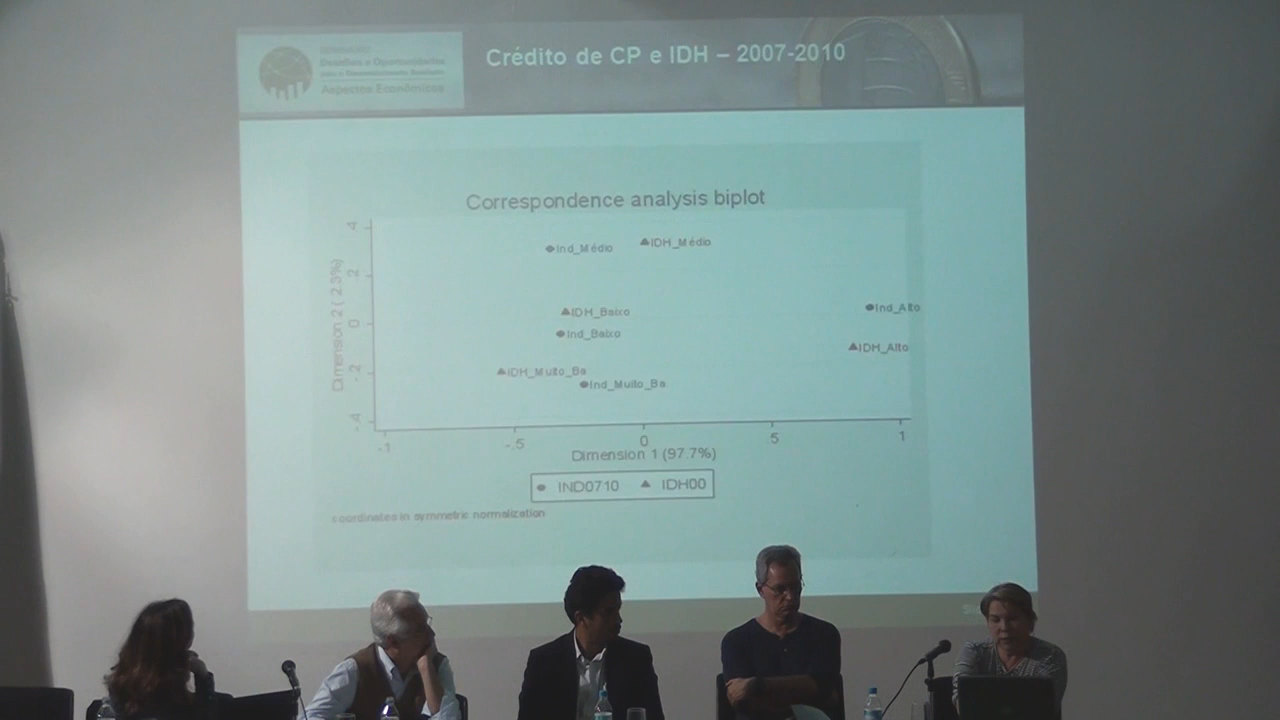 Desafios e Oportunidades
Aspectos Econômicos
Crédito de CP e IDH – 2007-2010
Correspondence analysis biplot
Dimension 2 ( 2.3%)
.4
.2
0
-.2
-.4
Ind_Médio
IDH_Médio
IDH_Baixo
Ind_Alto
Ind_Baixo
IDH_Alto
IDH_Muito_Ba
Ind_Muito_Ba
-1
-.5
0
.5
1
Dimension 1 (97.7%)
IND0710
IDH00
coordinates in symmetric normalization